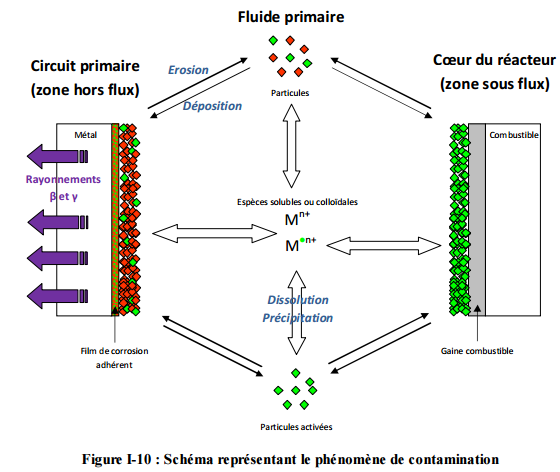 Fluide primaire
Circuit primaire
(zone hors flux)
Cœur du réacteur
(zone sous flux)
Erosion
Déposition
Particules
Métal
Combustible
Rayonnements
β et γ
Espèces solubles ou colloïdales
Mⁿ⁺
M•ⁿ⁺
Dissolution
Précipitation
Film de corrosion
adhérent
Gaine combustible
Particules activées
Figure I-10 : Schéma représentant le phénomène de contamination